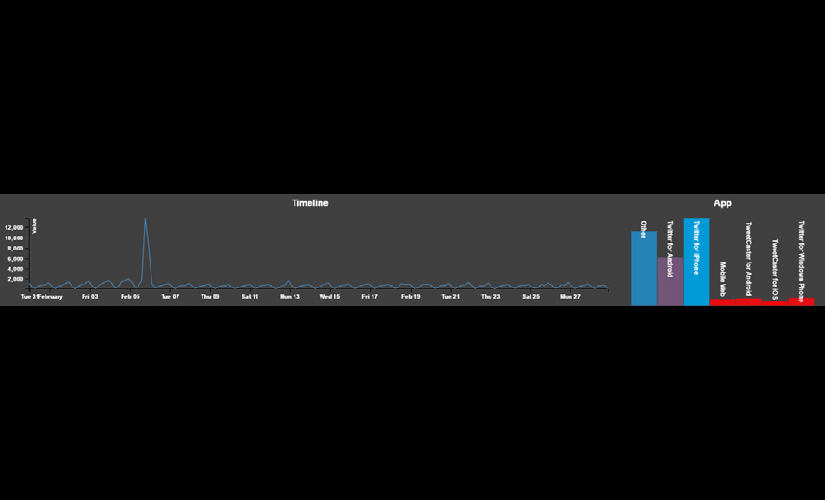 Timeline
App
12,000
10,000
8,000
6,000
4,000
2,000
Tue 31 February Fri 03 Feb 05 Tue 07 Thu 09 Sat 11 Mon 13 Wed 15 Fri 17 Feb 19 Tue 21 Thu 23 Sat 25 Mon 27
Other
Twitter for Android
Twitter for iPhone
Mobile Web
TweetCaster for Android
TweetCaster for iOS
Twitter for Windows Phone